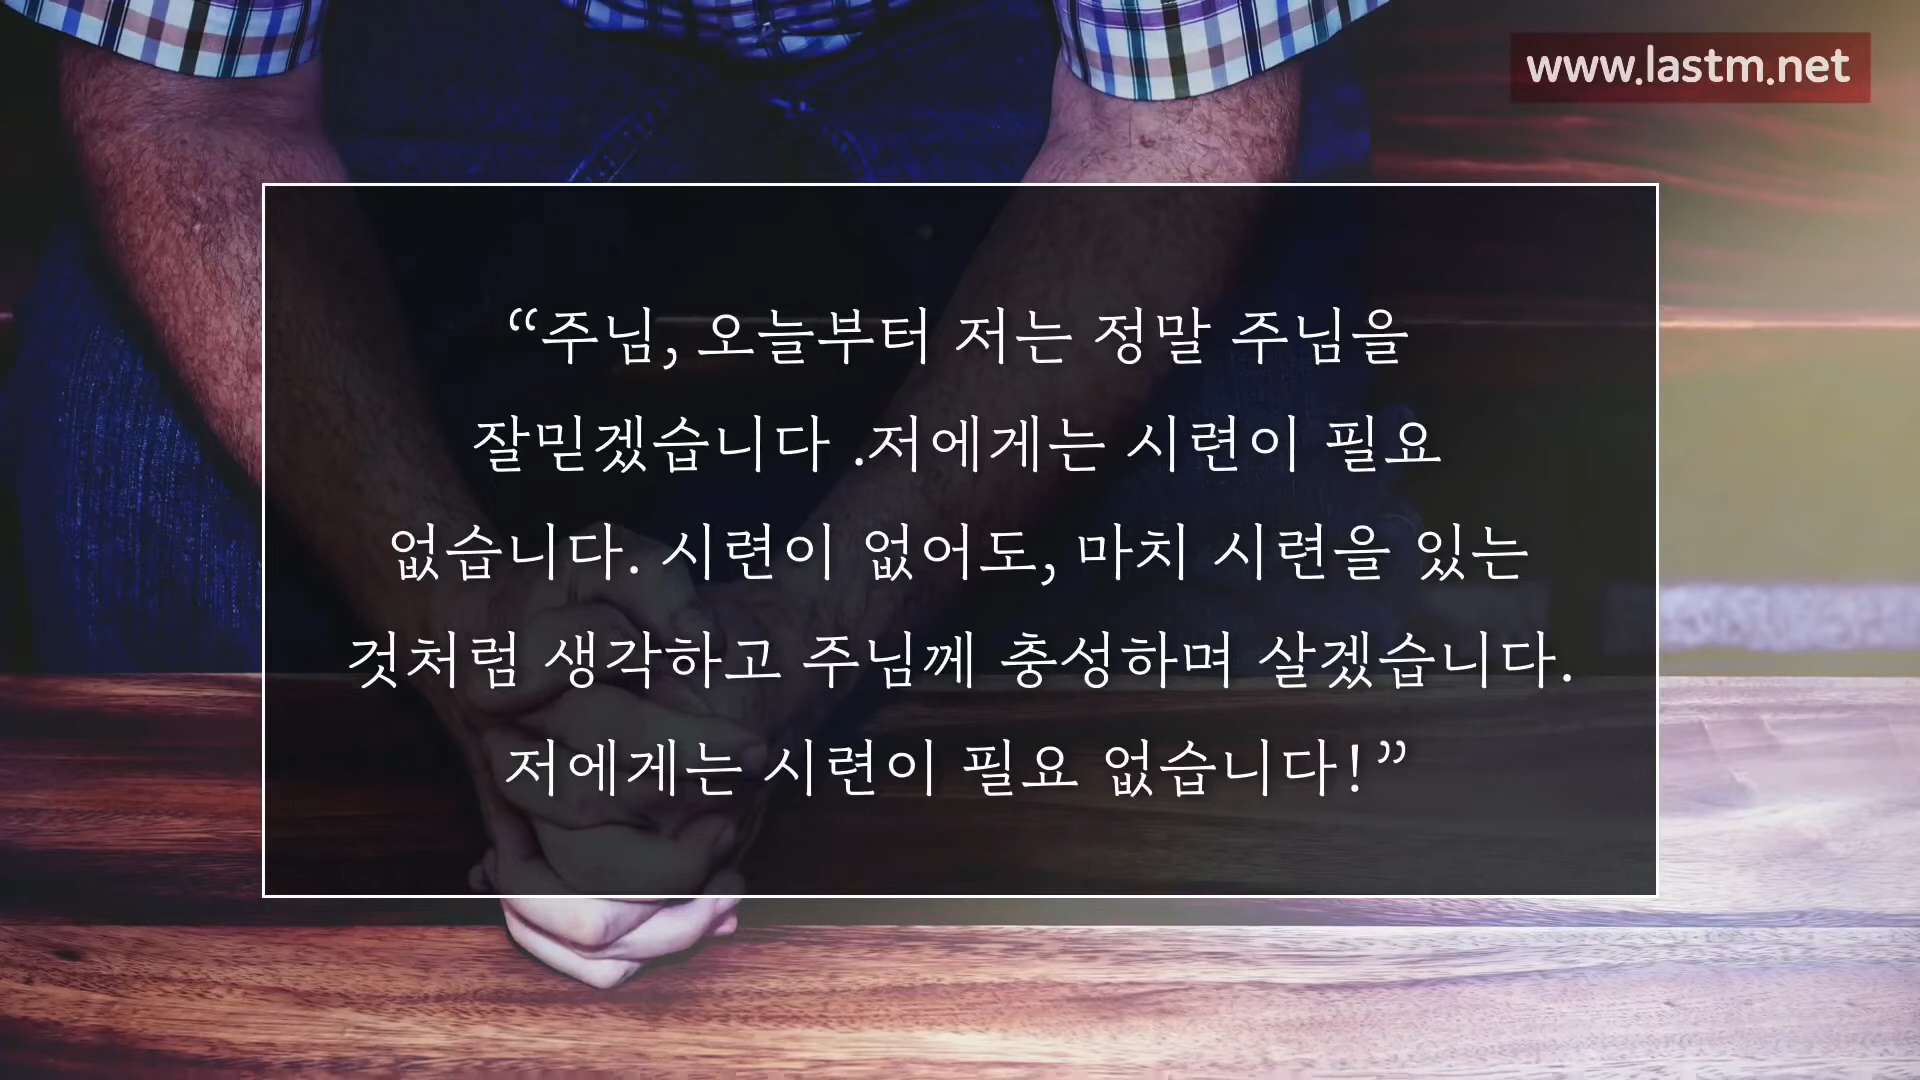 www.lastm.net
“주님, 오늘부터 저는 정말 주님을
잘믿겠습니다 .저에게는 시련이 필요
없습니다. 시련이 없어도, 마치 시련을 있는
것처럼 생각하고 주님께 충성하며 살겠습니다.
저에게는 시련이 필요 없습니다!”